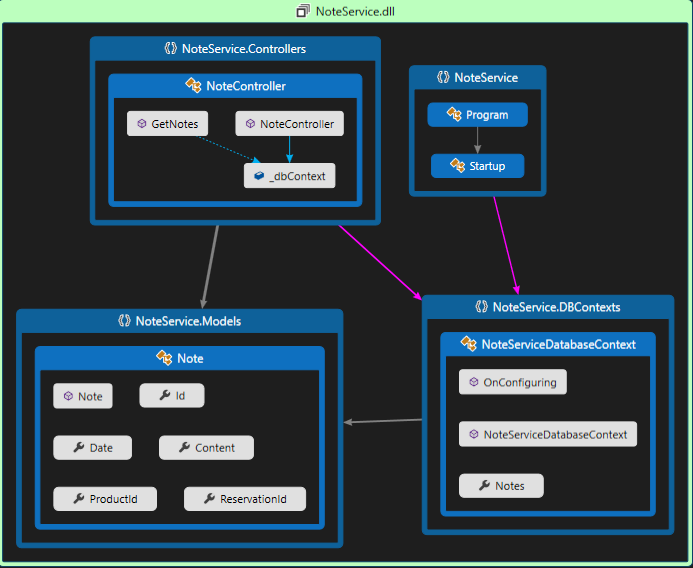 NoteService.dll
NoteService.Controllers
NoteController
GetNotes
NoteController
_dbContext
NoteService
Program
Startup
NoteService.Models
Note
Note
Id
Date
Content
ProductId
ReservationId
NoteService.DBContexts
NoteServiceDatabaseContext
OnConfiguring
NoteServiceDatabaseContext
Notes